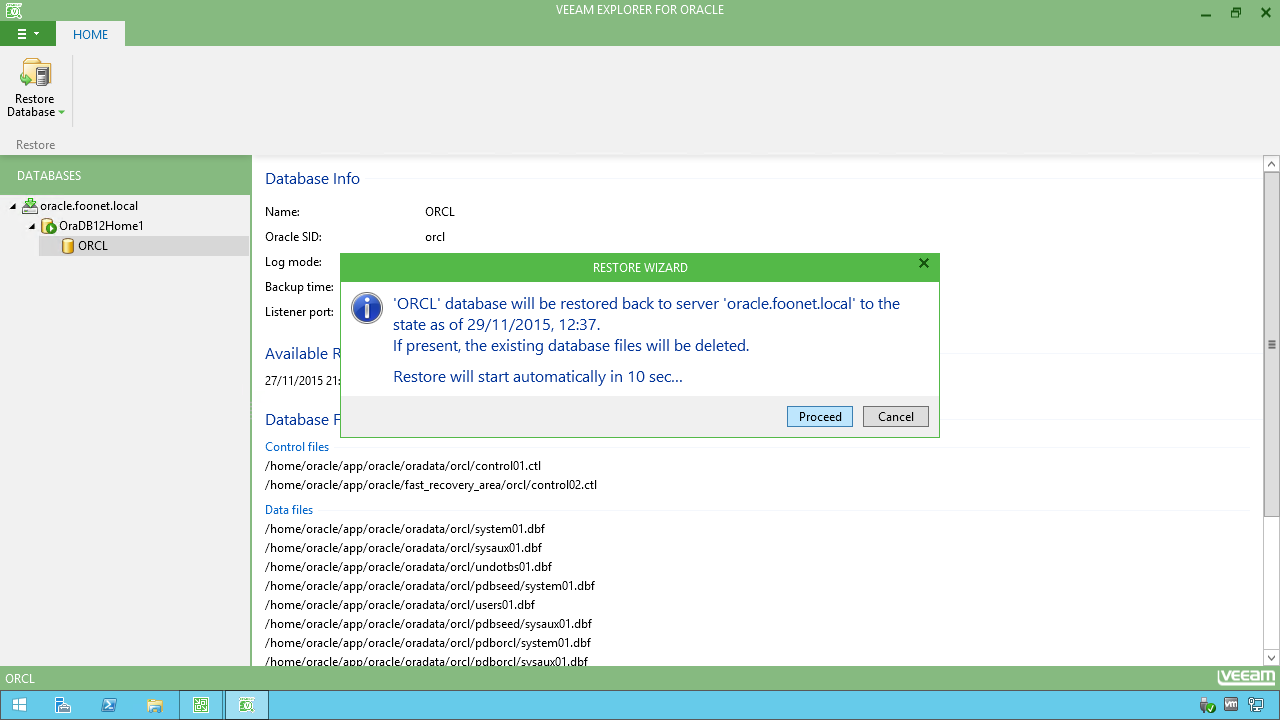 VEEAM EXPLORER FOR ORACLE
HOME
Restore
Database
Restore
DATABASES
oracle.foonet.local
OraDB12Home1
ORCL
Database Info
Name: ORCL
Oracle SID: orcl
Log mode:
Backup time:
Listener port:
RESTORE WIZARD
'ORCL' database will be restored back to server 'oracle.foonet.local' to the
state as of 29/11/2015, 12:37.
If present, the existing database files will be deleted.
Restore will start automatically in 10 sec...
Proceed Cancel
Available R
27/11/2015 21:
Database F
Control files
/home/oracle/app/oracle/oradata/orcl/control01.ctl
/home/oracle/app/oracle/fast_recovery_area/orcl/control02.ctl
Data files
/home/oracle/app/oracle/oradata/orcl/system01.dbf
/home/oracle/app/oracle/oradata/orcl/sysaux01.dbf
/home/oracle/app/oracle/oradata/orcl/undotbs01.dbf
/home/oracle/app/oracle/oradata/orcl/pdbseed/system01.dbf
/home/oracle/app/oracle/oradata/orcl/users01.dbf
/home/oracle/app/oracle/oradata/orcl/pdbseed/sysaux01.dbf
/home/oracle/app/oracle/oradata/orcl/pdborcl/system01.dbf
/home/oracle/app/oracle/oradata/orcl/pdborcl/sysaux01.dbf
ORCL
veeam
vm